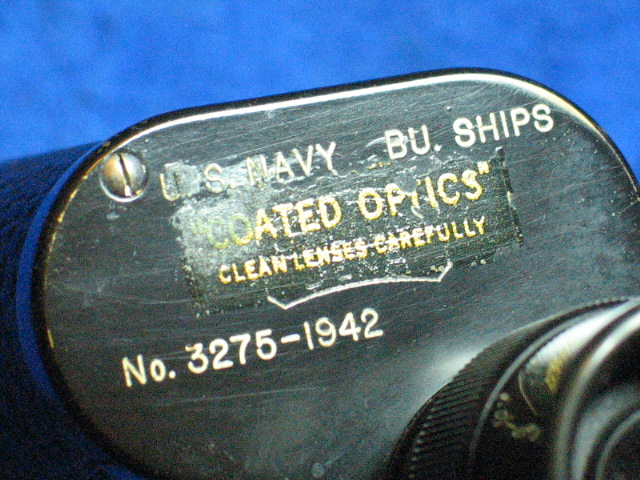 U.S. NAVY BU. SHIPS
"COATED OPTICS"
CLEAN LENSES CAREFULLY
No. 3275-1942